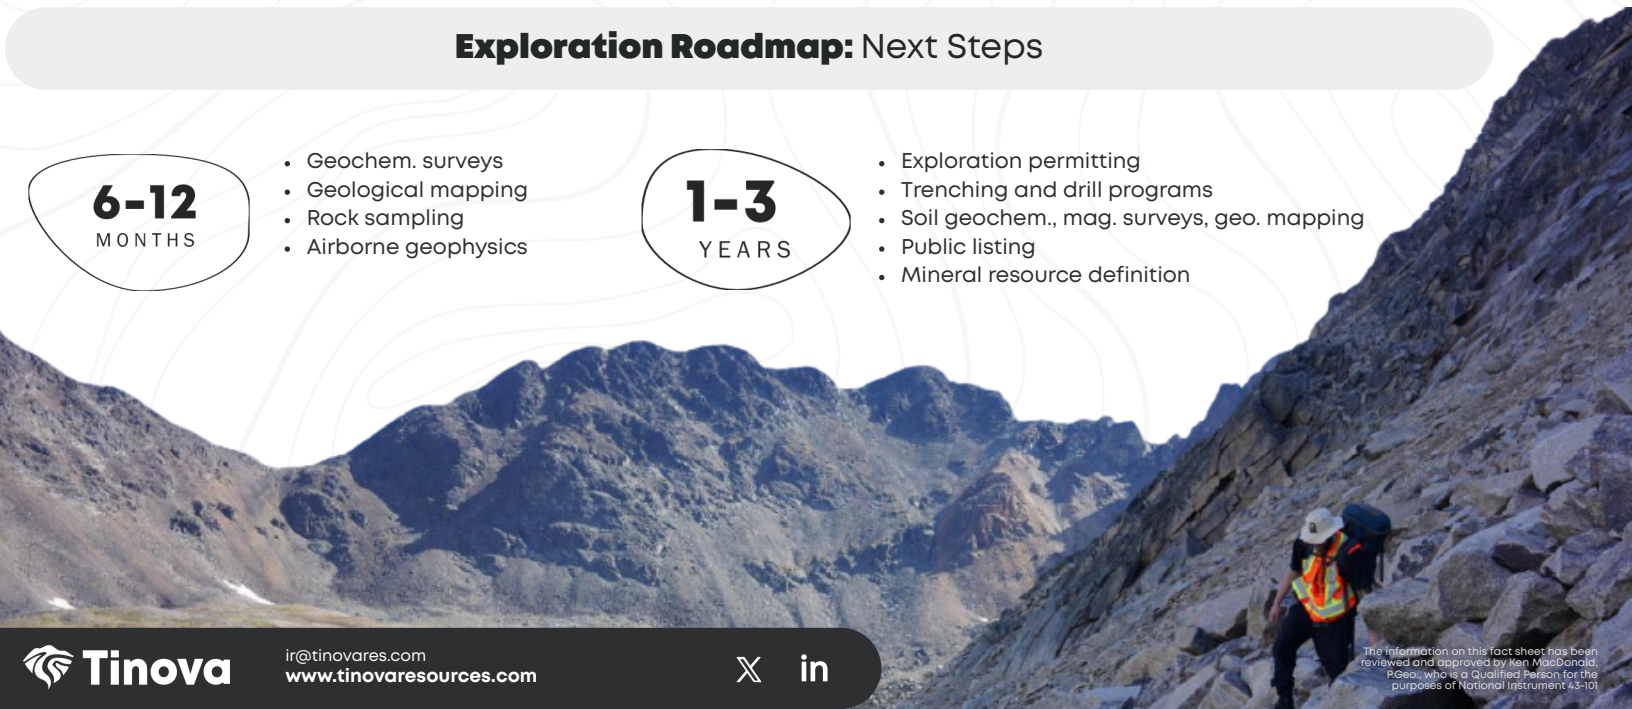 Exploration Roadmap: Next Steps
6-12
MONTHS
• Geochem. surveys
• Geological mapping
• Rock sampling
• Airborne geophysics
1-3
YEARS
• Exploration permitting
• Trenching and drill programs
• Soil geochem., mag. surveys, geo. mapping
• Public listing
• Mineral resource definition
Tinova
ir@tinovares.com
www.tinovaresources.com
X
in
The information on this fact sheet has been
reviewed and approved by Ken MacDonald,
P.Geo., who is a Qualified Person for the
purposes of National Instrument 43-101